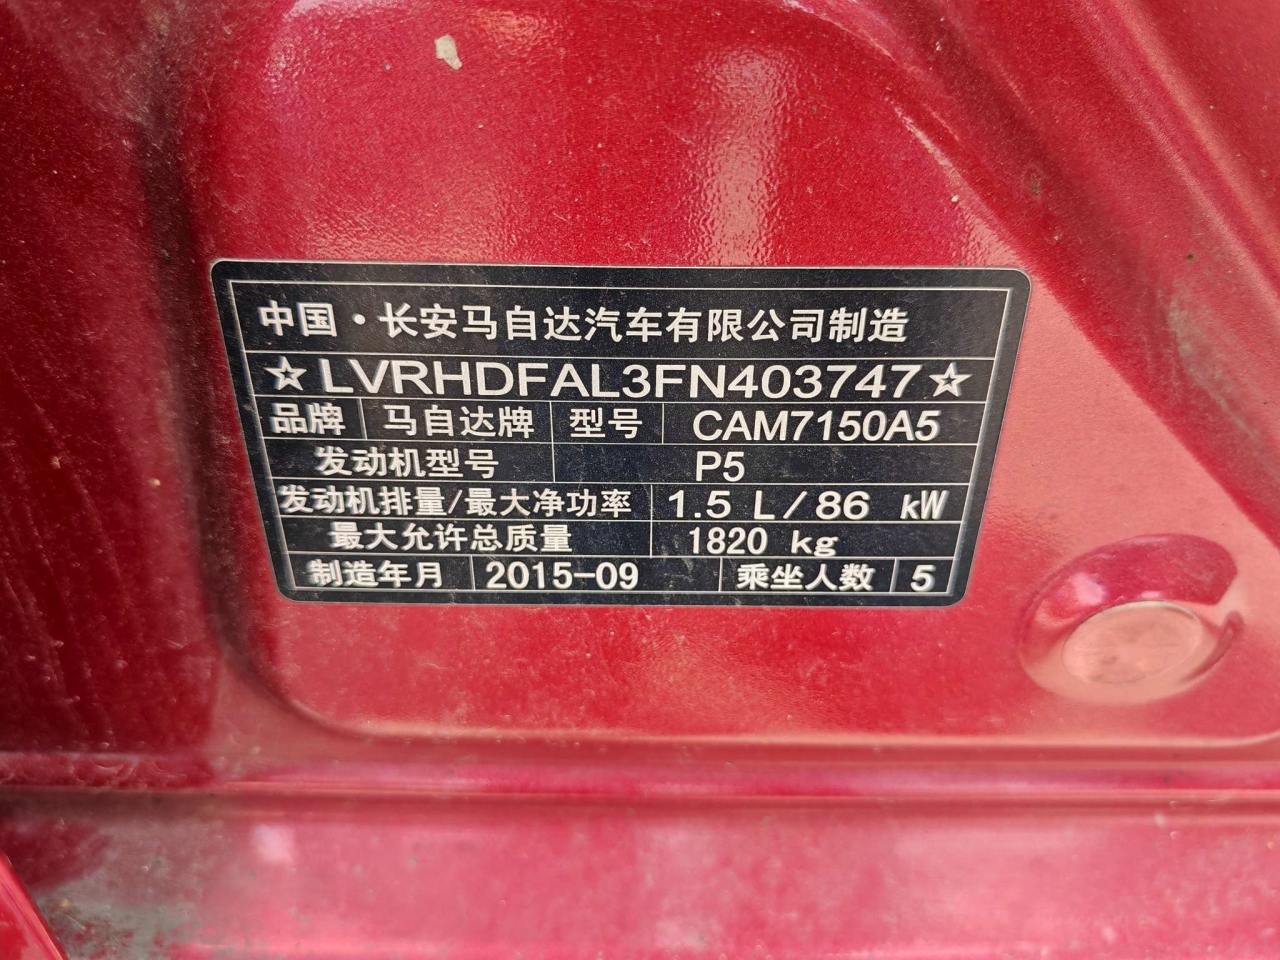 中国·长安马自达汽车有限公司制造
☆LVRHDFAL3FN403747☆
品牌 马自达牌 型号 CAM7150A5
发动机型号 P5
发动机排量/最大净功率 1.5 L/86 kW
最大允许总质量 1820 kg
制造年月 2015-09 乘坐人数 5